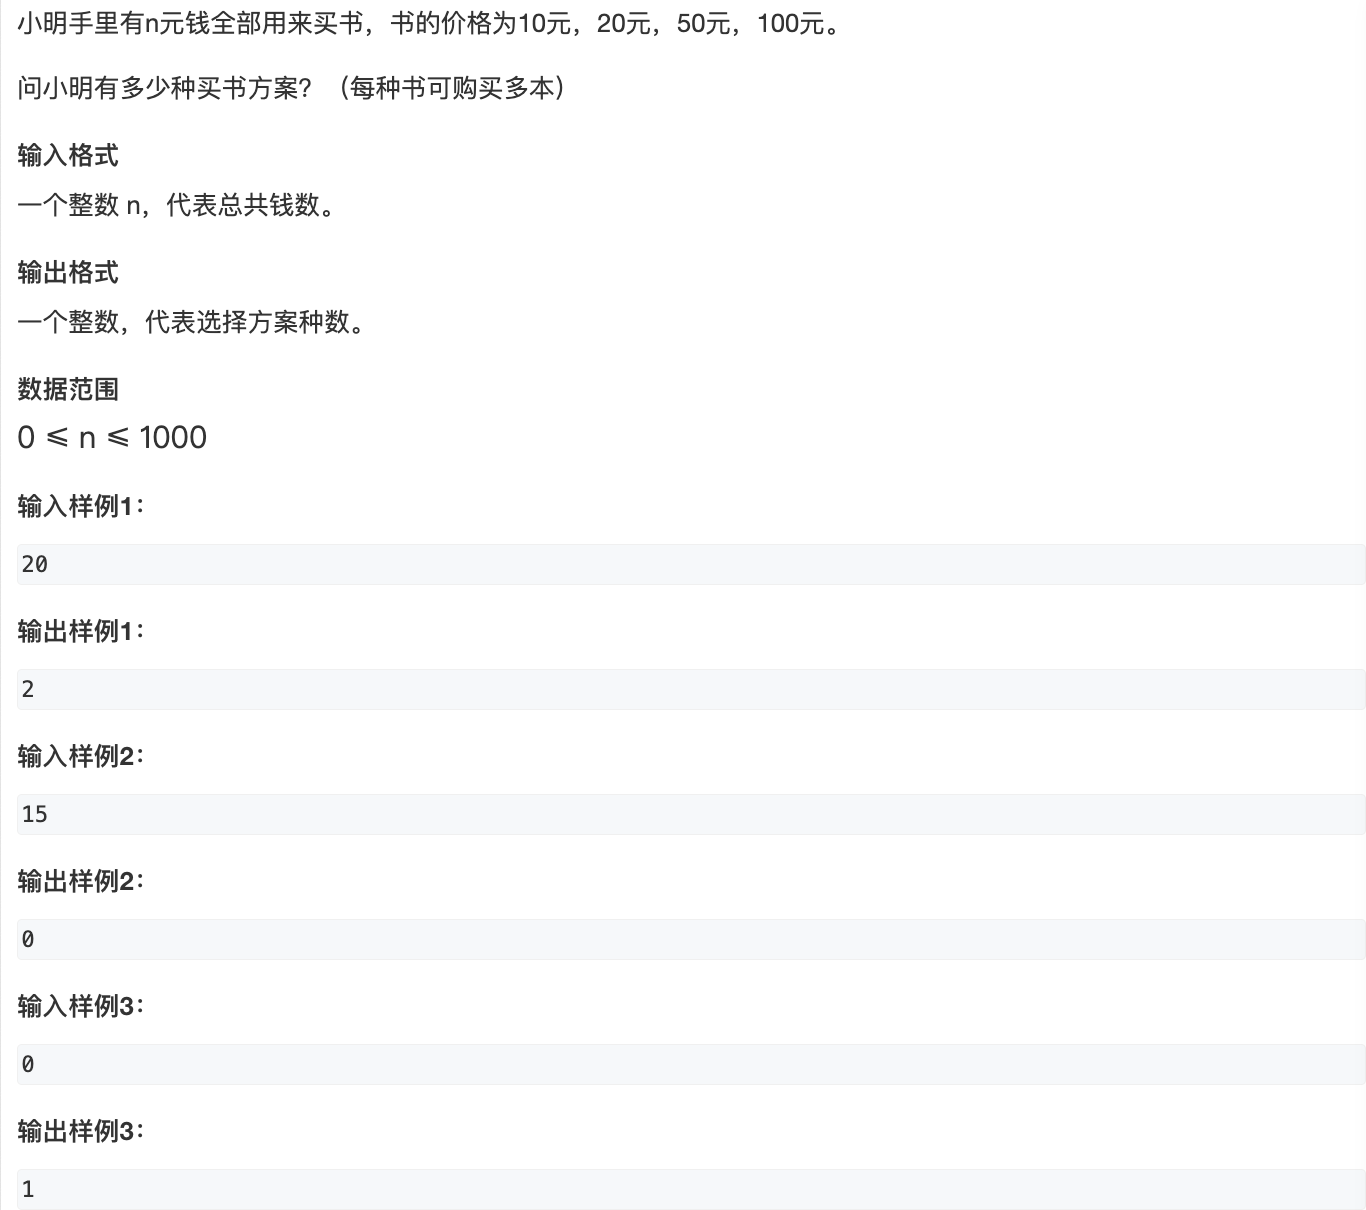 小明手里有n元钱全部用来买书，书的价格为10元，20元，50元，100元。
问小明有多少种买书方案？（每种书可购买多本）
输入格式
一个整数 n，代表总共钱数。
输出格式
一个整数，代表选择方案种数。
数据范围
0 ⩽ n ⩽ 1000
输入样例1：
20
输出样例1：
2
输入样例2：
15
输出样例2：
0
输入样例3：
0
输出样例3：
1